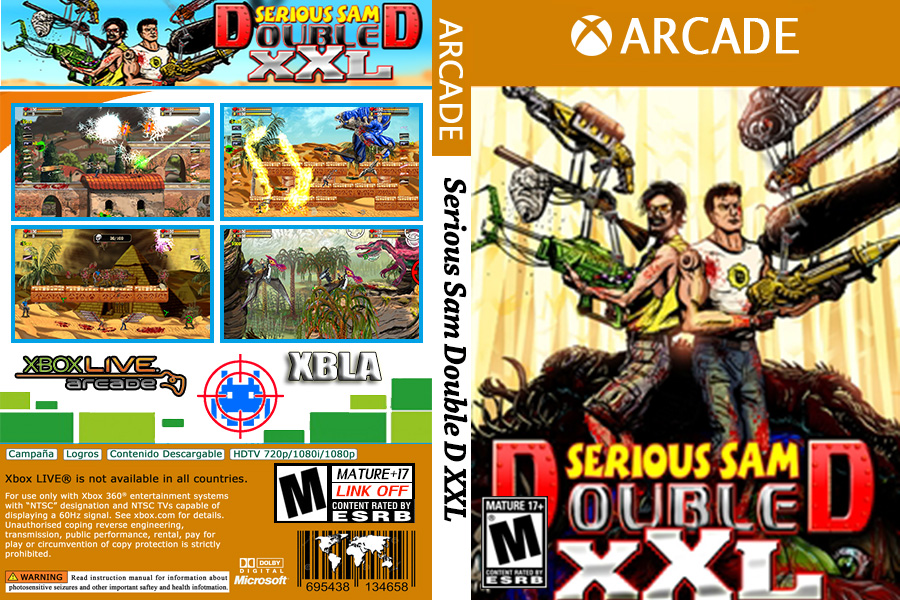 SERIOUS SAM
DOUBLE D
XXL
XBOX LIVE
arcade
XBLA
Campaña
Logros
Contenido Descargable
HDTV 720p/1080i/1080p
Xbox LIVE® is not available in all countries.
For use only with Xbox 360® entertainment systems
with "NTSC" designation and NTSC TVs capable of
displaying a 60Hz signal. See xbox.com for details.
Unauthorised coping reverse engineering,
transmission, public performance, rental, pay for
play or circumvention of copy protection is strictly
prohibited.
WARNING Read instruction manual for information about
photosensitive seizures and other important saftey and health infotmation.
DOLBY
DIGITAL
Microsoft
M
MATURE+17
LINK OFF
CONTENT RATED BY
ESRB
695438 134658
ARCADE
Serious Sam Double D XXL
ARCADE
SERIOUS SAM
DOUBLE D
XXL
MATURE 17+
M
CONTENT RATED BY
ESRB